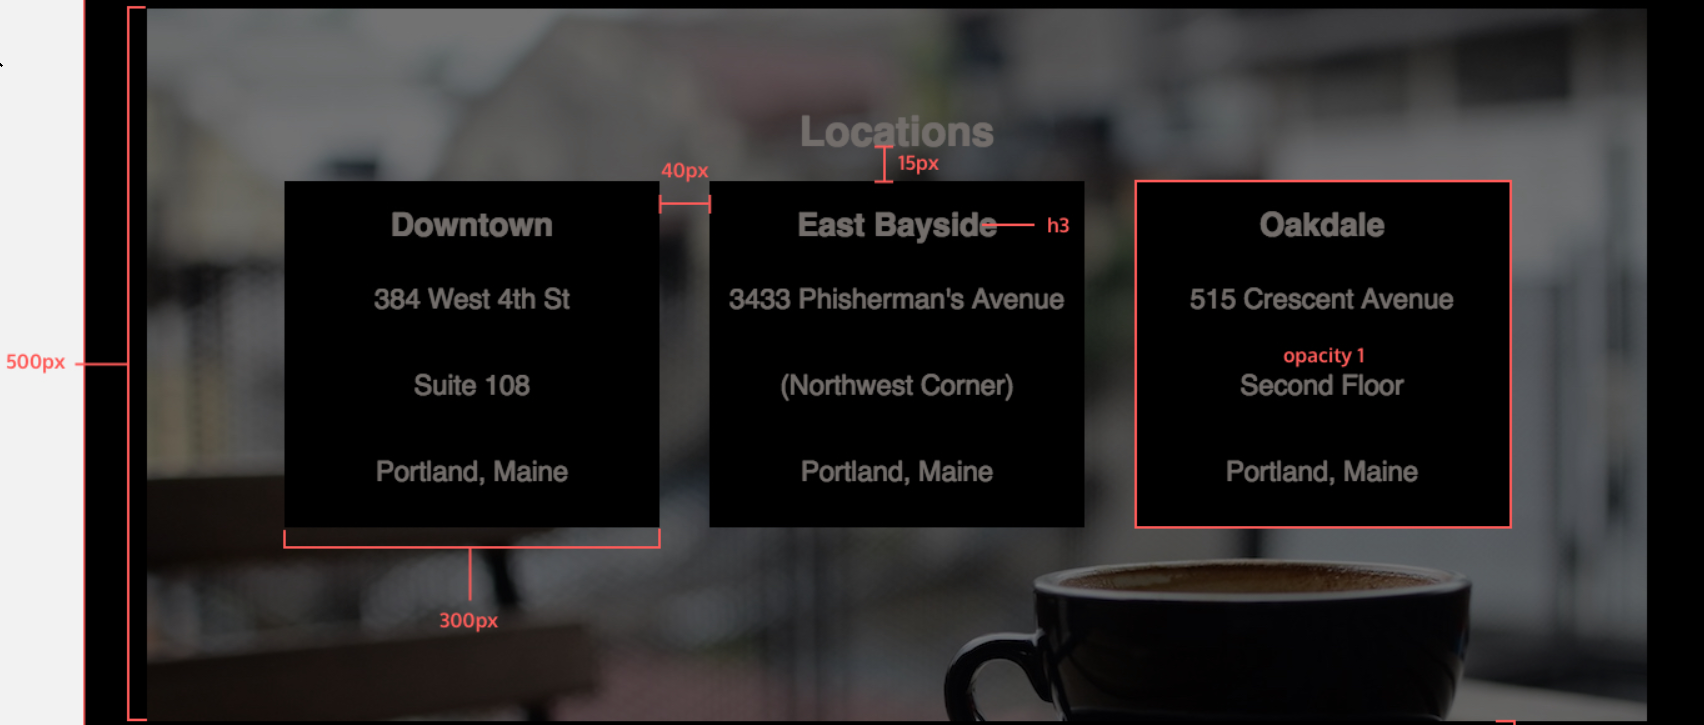 Locations
15px
40px
Downtown
384 West 4th St
Suite 108
Portland, Maine
East Bayside
h3
3433 Phisherman's Avenue
(Northwest Corner)
Portland, Maine
Oakdale
515 Crescent Avenue
opacity 1
Second Floor
Portland, Maine
500px
300px